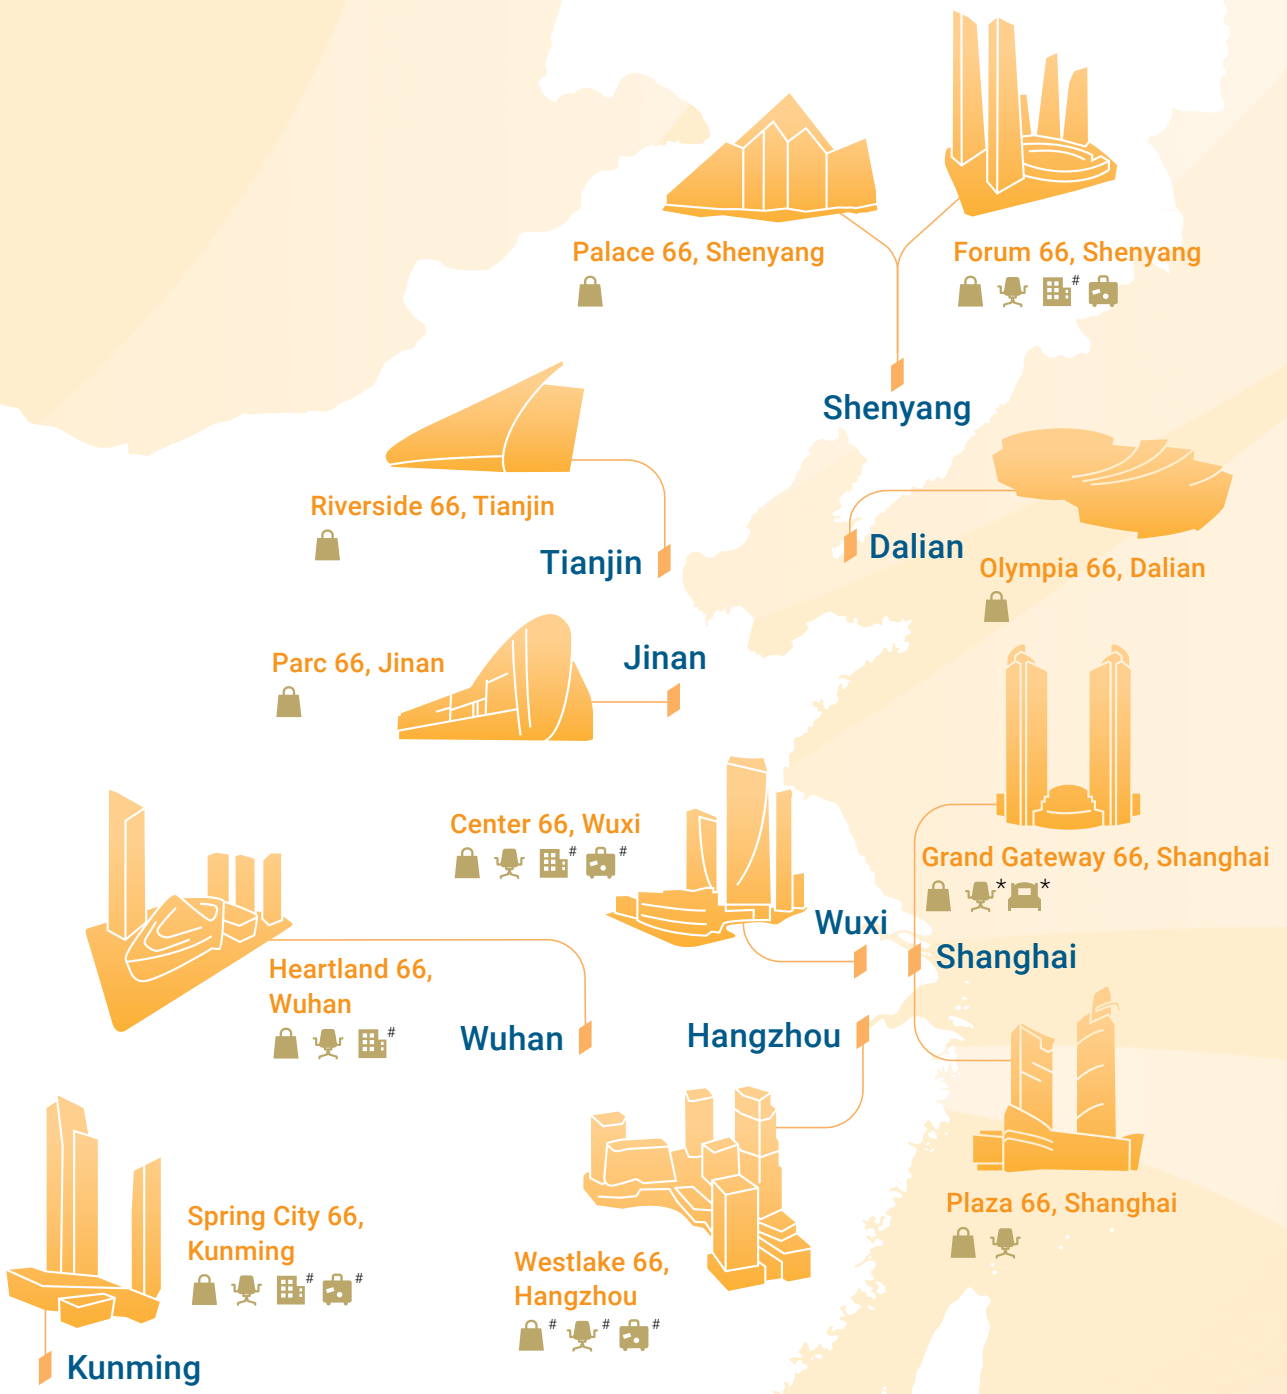 Palace 66, Shenyang
Forum 66, Shenyang
#
Shenyang
Riverside 66, Tianjin
Tianjin
Dalian
Olympia 66, Dalian
Parc 66, Jinan
Jinan
Center 66, Wuxi
# #
Grand Gateway 66, Shanghai
* *
Wuxi
Shanghai
Heartland 66,
Wuhan
#
Wuhan
Hangzhou
Plaza 66, Shanghai
Spring City 66,
Kunming
# #
Westlake 66,
Hangzhou
# # #
Kunming